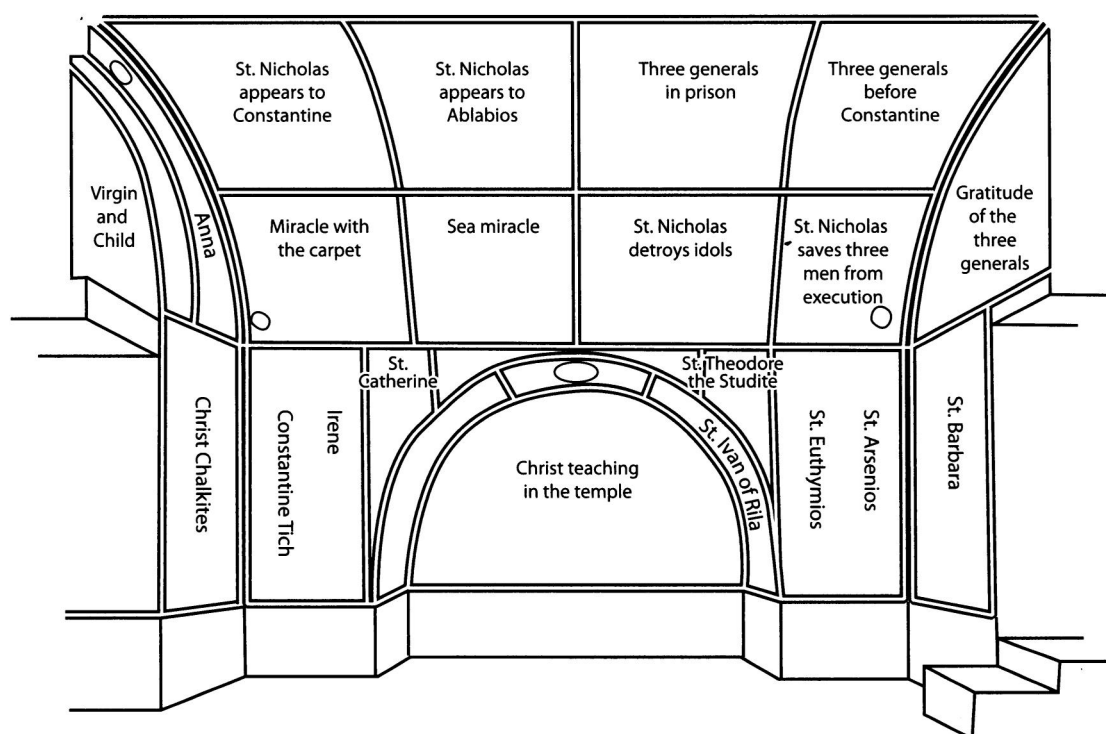 St. Nicholas
appears to
Constantine
St. Nicholas
appears to
Ablabios
Three generals
in prison
Three generals
before
Constantine
Virgin
and
Child
Anna
Miracle with
the carpet
Sea miracle
St. Nicholas
detroys idols
St. Nicholas
saves three
men from
execution
Gratitude
of the
three
generals
Christ Chalkites
Constantine Tich
Irene
St.
Catherine
Christ teaching
in the temple
St. Theodore
the Studite
St. Ivan of Rila
St. Euthymios
St. Arsenios
St. Barbara